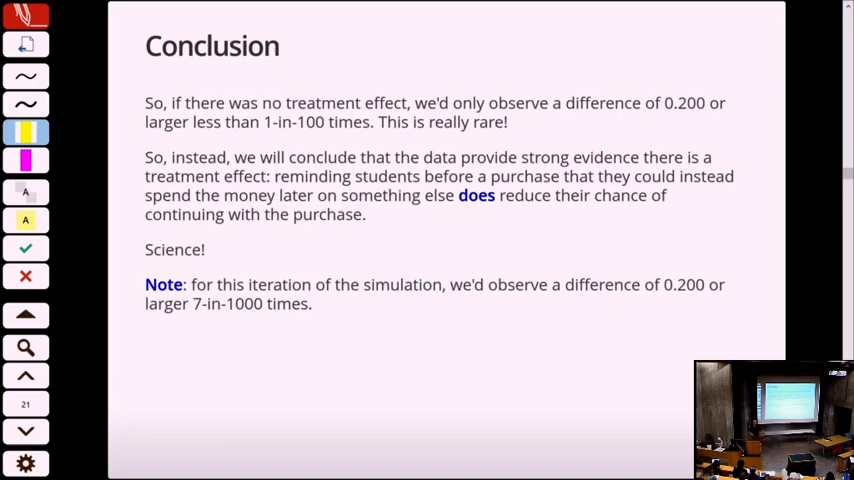 Conclusion
So, if there was no treatment effect, we'd only observe a difference of 0.200 or
larger less than 1-in-100 times. This is really rare!
So, instead, we will conclude that the data provide strong evidence there is a
treatment effect: reminding students before a purchase that they could instead
spend the money later on something else does reduce their chance of
continuing with the purchase.
Science!
Note: for this iteration of the simulation, we'd observe a difference of 0.200 or
larger 7-in-1000 times.
A
A
21